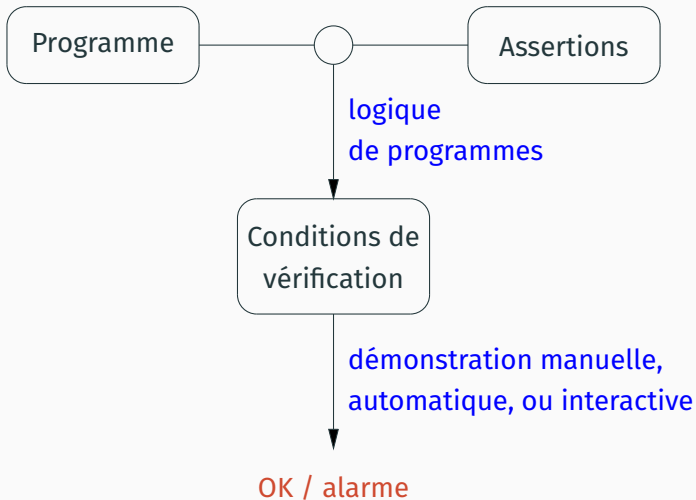 Programme
Assertions
logique
de programmes
Conditions de
vérification
démonstration manuelle,
automatique, ou interactive
OK / alarme